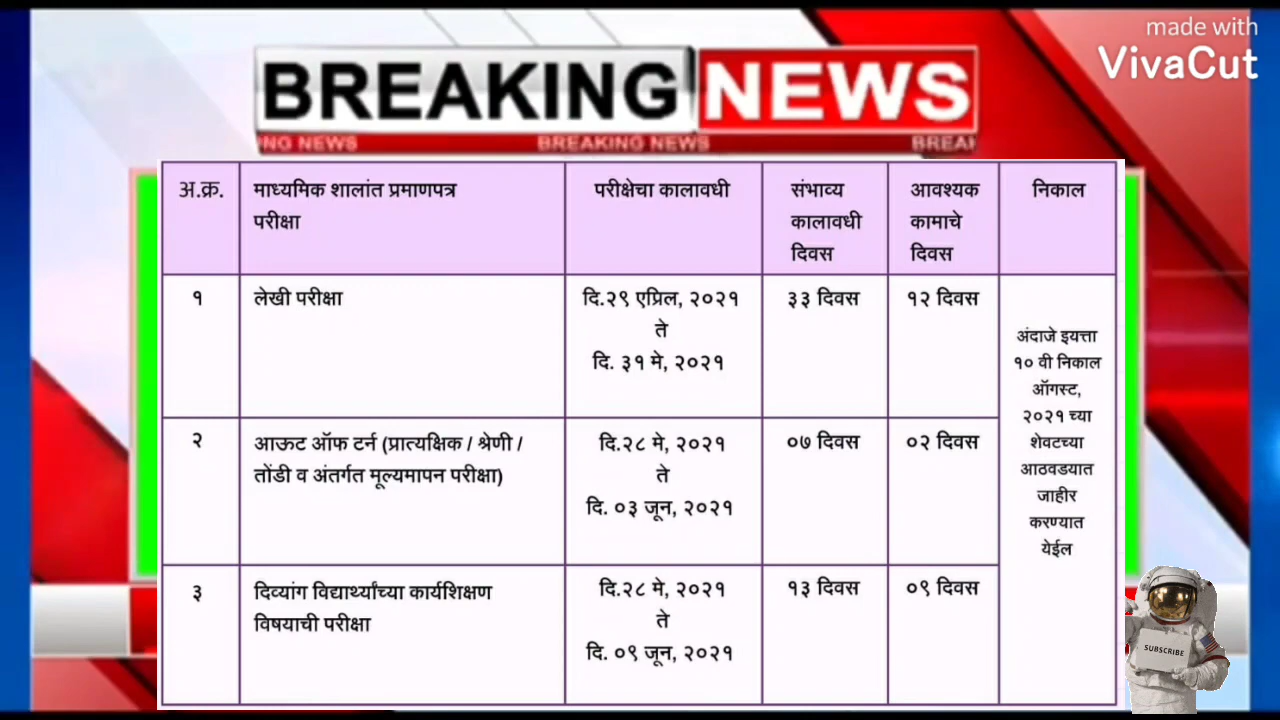 made with
VivaCut
BREAKING NEWS
NG NEWS BREAKING NEWS BREAK
अ.क्र. माध्यमिक शालांत प्रमाणपत्र परीक्षा परीक्षेचा कालावधी संभाव्य कालावधी दिवस आवश्यक कामाचे दिवस निकाल
१ लेखी परीक्षा दि.२९ एप्रिल, २०२१ ३३ दिवस १२ दिवस
ते
दि. ३१ मे, २०२१
अंदाजे इयत्ता
१० वी निकाल
ऑगस्ट,
२०२१ च्या
शेवटच्या
आठवडयात
जाहीर
करण्यात
येईल
२ आऊट ऑफ टर्न (प्रात्यक्षिक / श्रेणी / दि.२८ मे, २०२१ ०७ दिवस ०२ दिवस
तोंडी व अंतर्गत मूल्यमापन परीक्षा) ते
दि. ०३ जून, २०२१
३ दिव्यांग विद्यार्थ्यांच्या कार्यशिक्षण दि.२८ मे, २०२१ १३ दिवस ०९ दिवस
विषयाची परीक्षा ते
दि. ०९ जून, २०२१
SUBSCRIBE